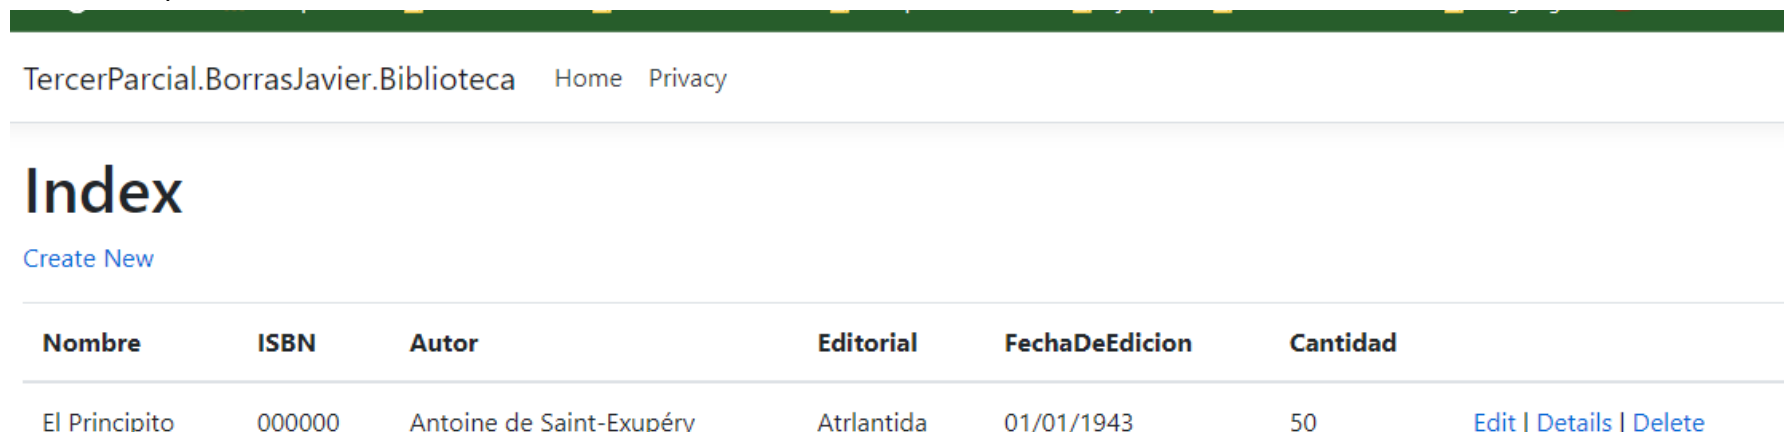 TercerParcial.BorrasJavier.Biblioteca Home Privacy
Index
Create New
Nombre ISBN Autor Editorial FechaDeEdicion Cantidad
El Principito 000000 Antoine de Saint-Exupéry Atrlantida 01/01/1943 50 Edit | Details | Delete